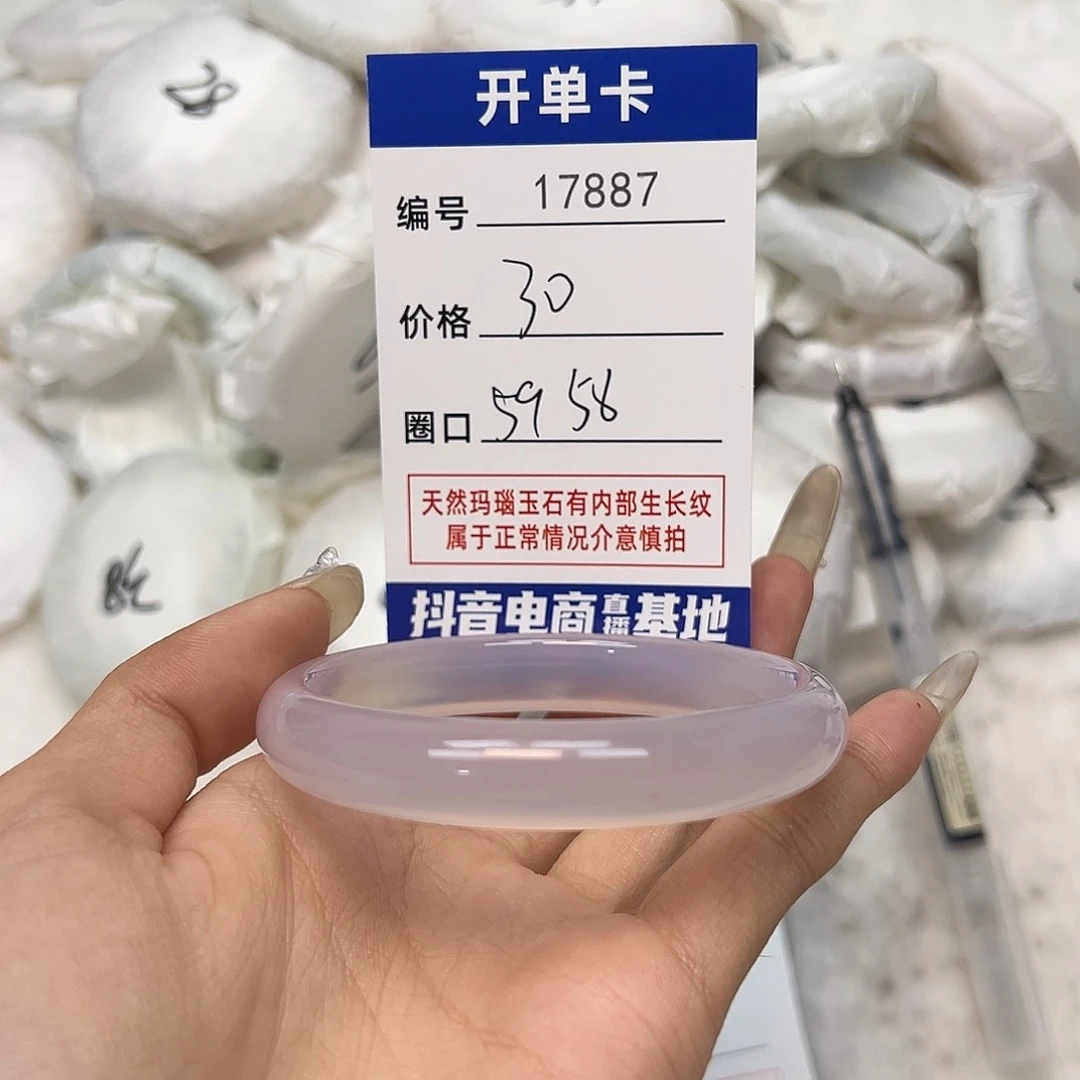 开单卡
编号 17887
价格 30
圈口 59 58
天然玛瑙玉石有内部生长纹
属于正常情况介意慎拍
抖音电商直播基地